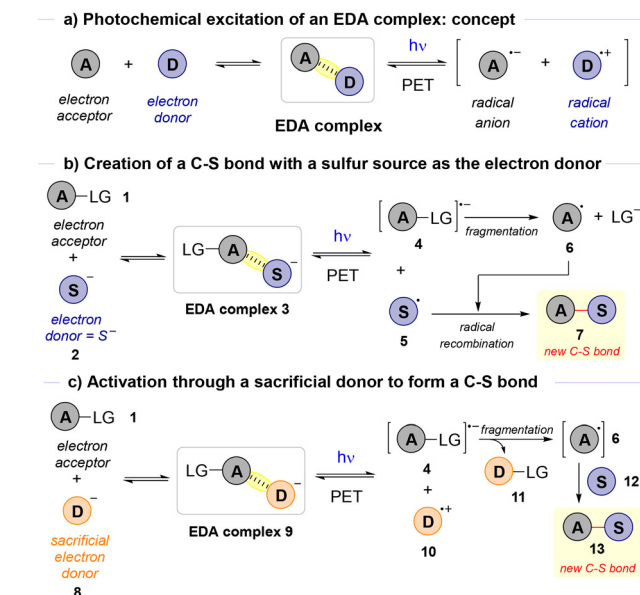 a) Photochemical excitation of an EDA complex: concept
A + D
electron acceptor
electron donor
A
D
EDA complex
hν
PET
[ A •− + D •+
radical anion
radical cation
b) Creation of a C-S bond with a sulfur source as the electron donor
A–LG 1
electron acceptor
+
S −
electron donor = S−
2
LG–A
S −
EDA complex 3
hν
PET
[ A–LG ] •−
4
+
S •
5
fragmentation
A • + LG−
6
radical recombination
A–S
7
new C-S bond
c) Activation through a sacrificial donor to form a C-S bond
A–LG 1
electron acceptor
+
D −
sacrificial electron donor
8
LG–A
D −
EDA complex 9
hν
PET
[ A–LG ] •−
4
+
D •+
10
fragmentation
D–LG
11
[ A • ] 6
S 12
A–S
13
new C-S bond